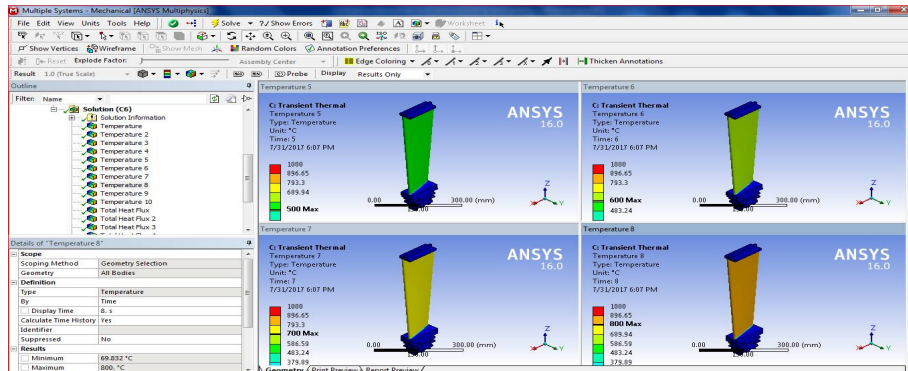 Multiple Systems - Mechanical [ANSYS Multiphysics]
File Edit View Units Tools Help Solve ?/ Show Errors Worksheet
Show Vertices Wireframe Show Mesh Random Colors Annotation Preferences
Reset Explode Factor: Assembly Center Edge Coloring Thicken Annotations
Result 1.0 (True Scale) Probe Display Results Only
Outline
Filter: Name
Solution (C6)
Solution Information
Temperature
Temperature 2
Temperature 3
Temperature 4
Temperature 5
Temperature 6
Temperature 7
Temperature 8
Temperature 9
Temperature 10
Total Heat Flux
Total Heat Flux 2
Total Heat Flux 3
Details of "Temperature 8"
Scope
Scoping Method Geometry Selection
Geometry All Bodies
Definition
Type Temperature
By Time
Display Time 8. s
Calculate Time History Yes
Identifier
Suppressed No
Results
Minimum 69.832 °C
Maximum 800. °C
Temperature 5
C: Transient Thermal
Temperature 5
Type: Temperature
Unit: °C
Time: 5
7/31/2017 6:07 PM
1000
896.65
793.3
689.94
500 Max
ANSYS
16.0
0.00 300.00 (mm)
150.00
Z
X Y
Temperature 6
C: Transient Thermal
Temperature 6
Type: Temperature
Unit: °C
Time: 6
7/31/2017 6:07 PM
1000
896.65
793.3
689.94
600 Max
483.24
ANSYS
16.0
0.00 300.00 (mm)
150.00
Z
X Y
Temperature 7
C: Transient Thermal
Temperature 7
Type: Temperature
Unit: °C
Time: 7
7/31/2017 6:07 PM
1000
896.65
793.3
700 Max
586.59
483.24
379.89
ANSYS
16.0
0.00 300.00 (mm)
150.00
Z
X Y
Temperature 8
C: Transient Thermal
Temperature 8
Type: Temperature
Unit: °C
Time: 8
7/31/2017 6:07 PM
1000
896.65
800 Max
689.94
586.59
483.24
379.89
ANSYS
16.0
0.00 300.00 (mm)
150.00
Z
X Y
Geometry Print Preview Report Preview